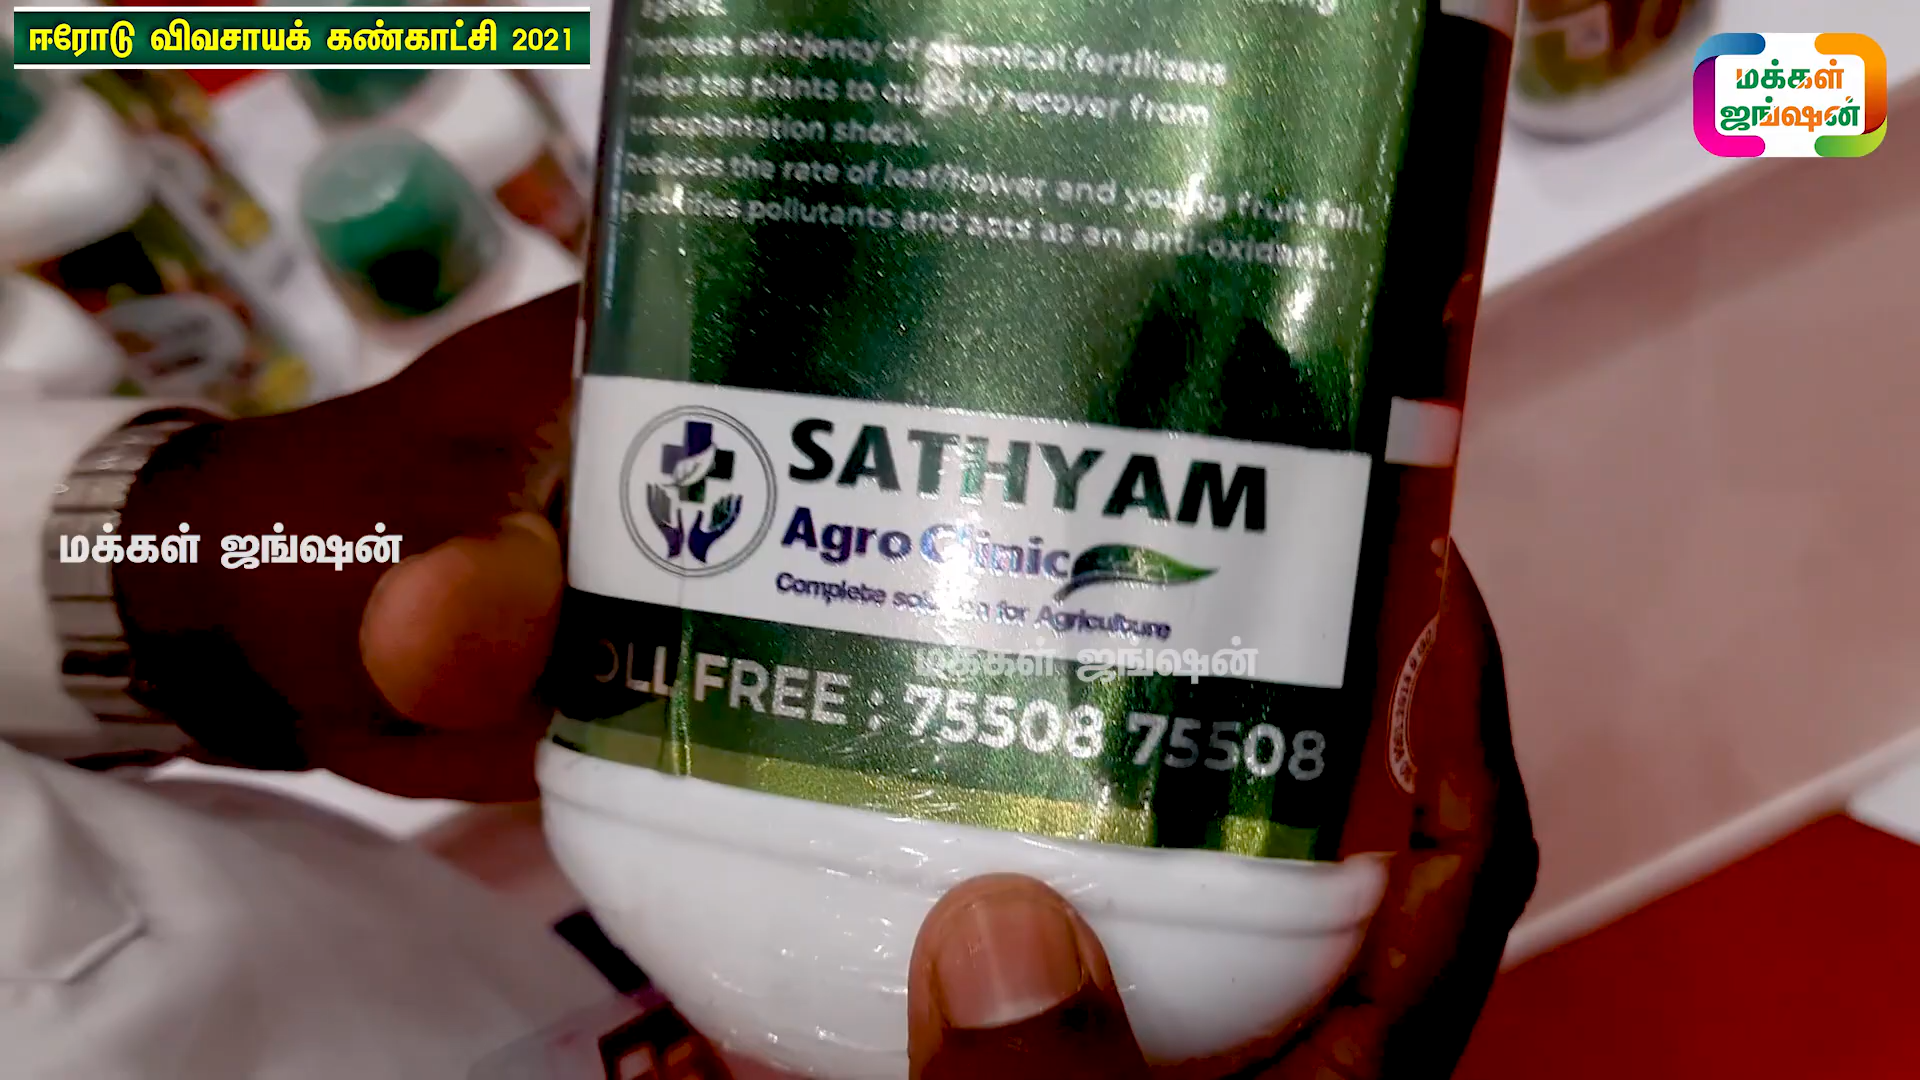 ஈரோடு விவசாயக் கண்காட்சி 2021
மக்கள்
ஜங்ஷன்
agents.
Increase efficiency of chemical fertilizers
Helps the plants to quickly recover from
transplantation shock.
Reduces the rate of leaf/flower and young fruit fall.
Detoxifies pollutants and acts as an anti-oxidant.
SATHYAM
Agro Clinic
Complete solution for Agriculture
மக்கள் ஜங்ஷன்
மக்கள் ஜங்ஷன்
OLL FREE : 75508 75508